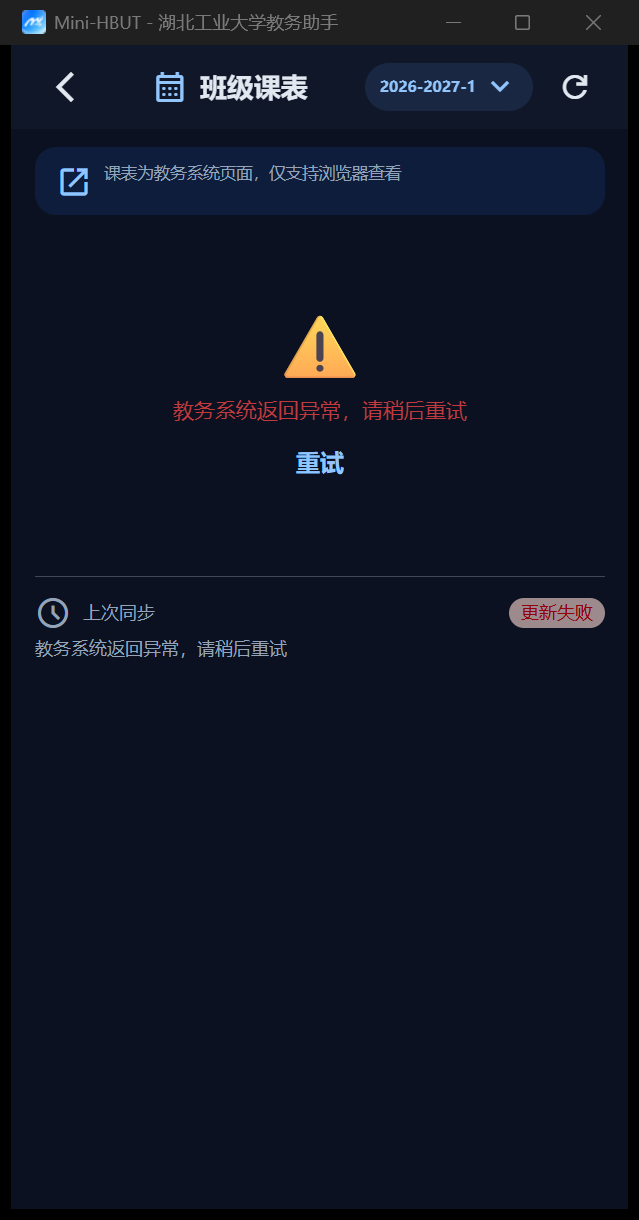 Mini-HBUT - 湖北工业大学教务助手
班级课表
2026-2027-1
课表为教务系统页面，仅支持浏览器查看
教务系统返回异常，请稍后重试
重试
上次同步
更新失败
教务系统返回异常，请稍后重试